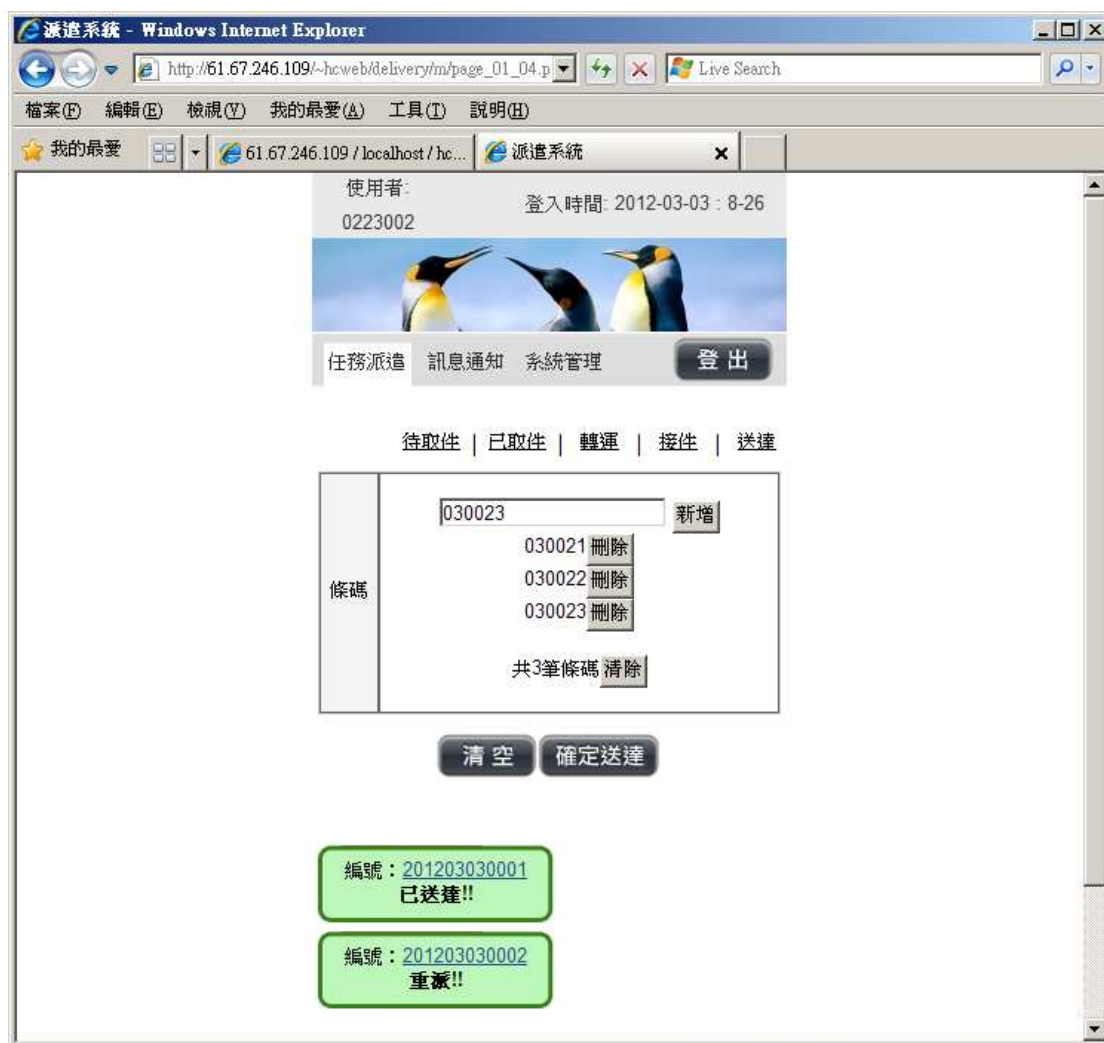 派遣系統 - Windows Internet Explorer
http://61.67.246.109/~hcweb/delivery/m/page_01_04.p
Live Search
檔案(F) 編輯(E) 檢視(V) 我的最愛(A) 工具(T) 說明(H)
我的最愛 61.67.246.109 / localhost / hc... 派遣系統
使用者:
0223002
登入時間: 2012-03-03 : 8-26
任務派遣 訊息通知 系統管理 登出
待取件 | 已取件 | 轉運 | 接件 | 送達
條碼
030023 新增
030021 刪除
030022 刪除
030023 刪除
共3筆條碼 清除
清空 確定送達
編號：201203030001
已送達!!
編號：201203030002
重派!!